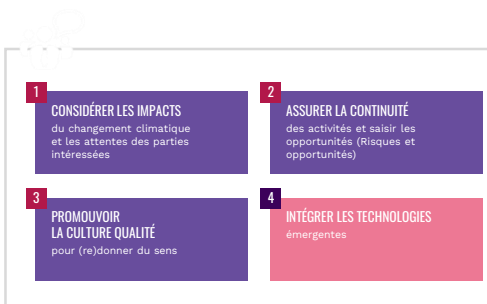 1
CONSIDÉRER LES IMPACTS
du changement climatique
et les attentes des parties
intéressées
2
ASSURER LA CONTINUITÉ
des activités et saisir les
opportunités (Risques et
opportunités)
3
PROMOUVOIR
LA CULTURE QUALITÉ
pour (re)donner du sens
4
INTÉGRER LES TECHNOLOGIES
émergentes